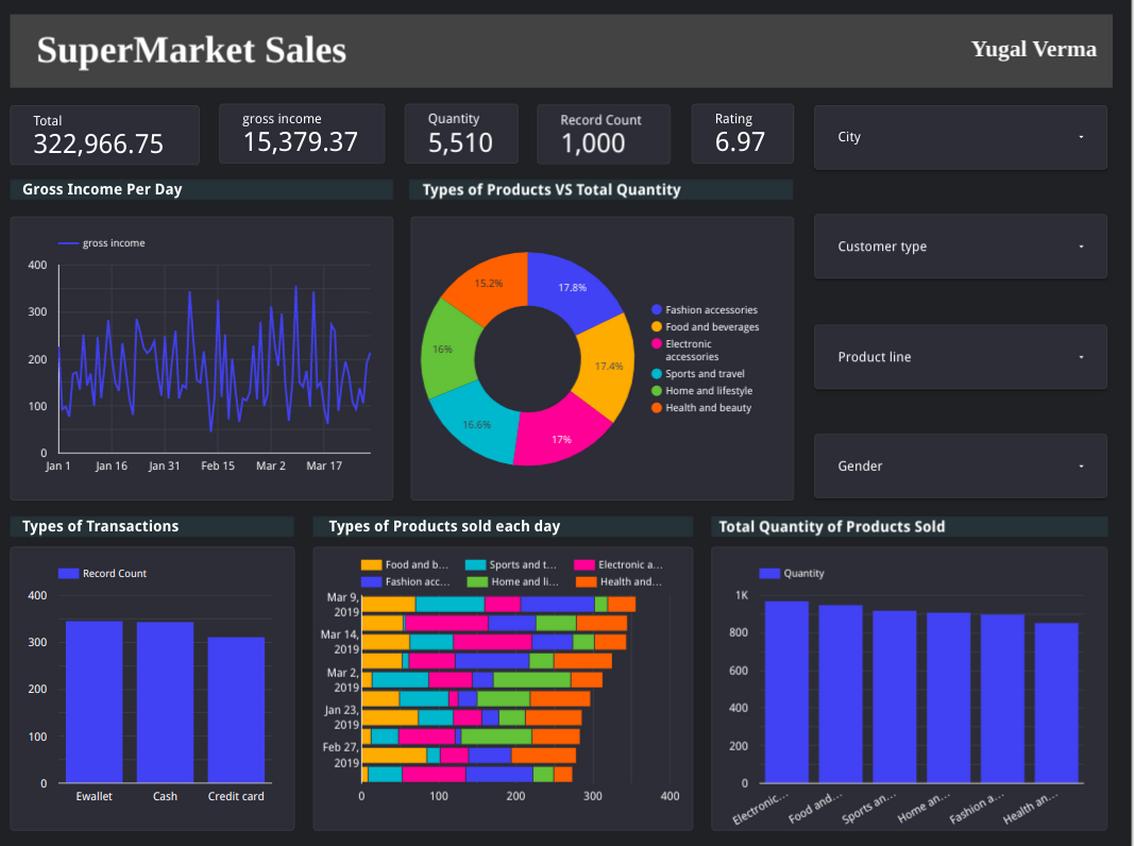 SuperMarket Sales
Yugal Verma
Total
322,966.75
gross income
15,379.37
Quantity
5,510
Record Count
1,000
Rating
6.97
City
Customer type
Product line
Gender
Gross Income Per Day
gross income
400
300
200
100
0
Jan 1
Jan 16
Jan 31
Feb 15
Mar 2
Mar 17
Types of Products VS Total Quantity
17.8%
17.4%
17%
16.6%
16%
15.2%
Fashion accessories
Food and beverages
Electronic
accessories
Sports and travel
Home and lifestyle
Health and beauty
Types of Transactions
Record Count
400
300
200
100
0
Ewallet
Cash
Credit card
Types of Products sold each day
Food and b...
Sports and t...
Electronic a...
Fashion acc...
Home and li...
Health and...
Mar 9,
2019
Mar 14,
2019
Mar 2,
2019
Jan 23,
2019
Feb 27,
2019
0
100
200
300
400
Total Quantity of Products Sold
Quantity
1K
800
600
400
200
0
Electronic...
Food and...
Sports an...
Home an...
Fashion a...
Health an...